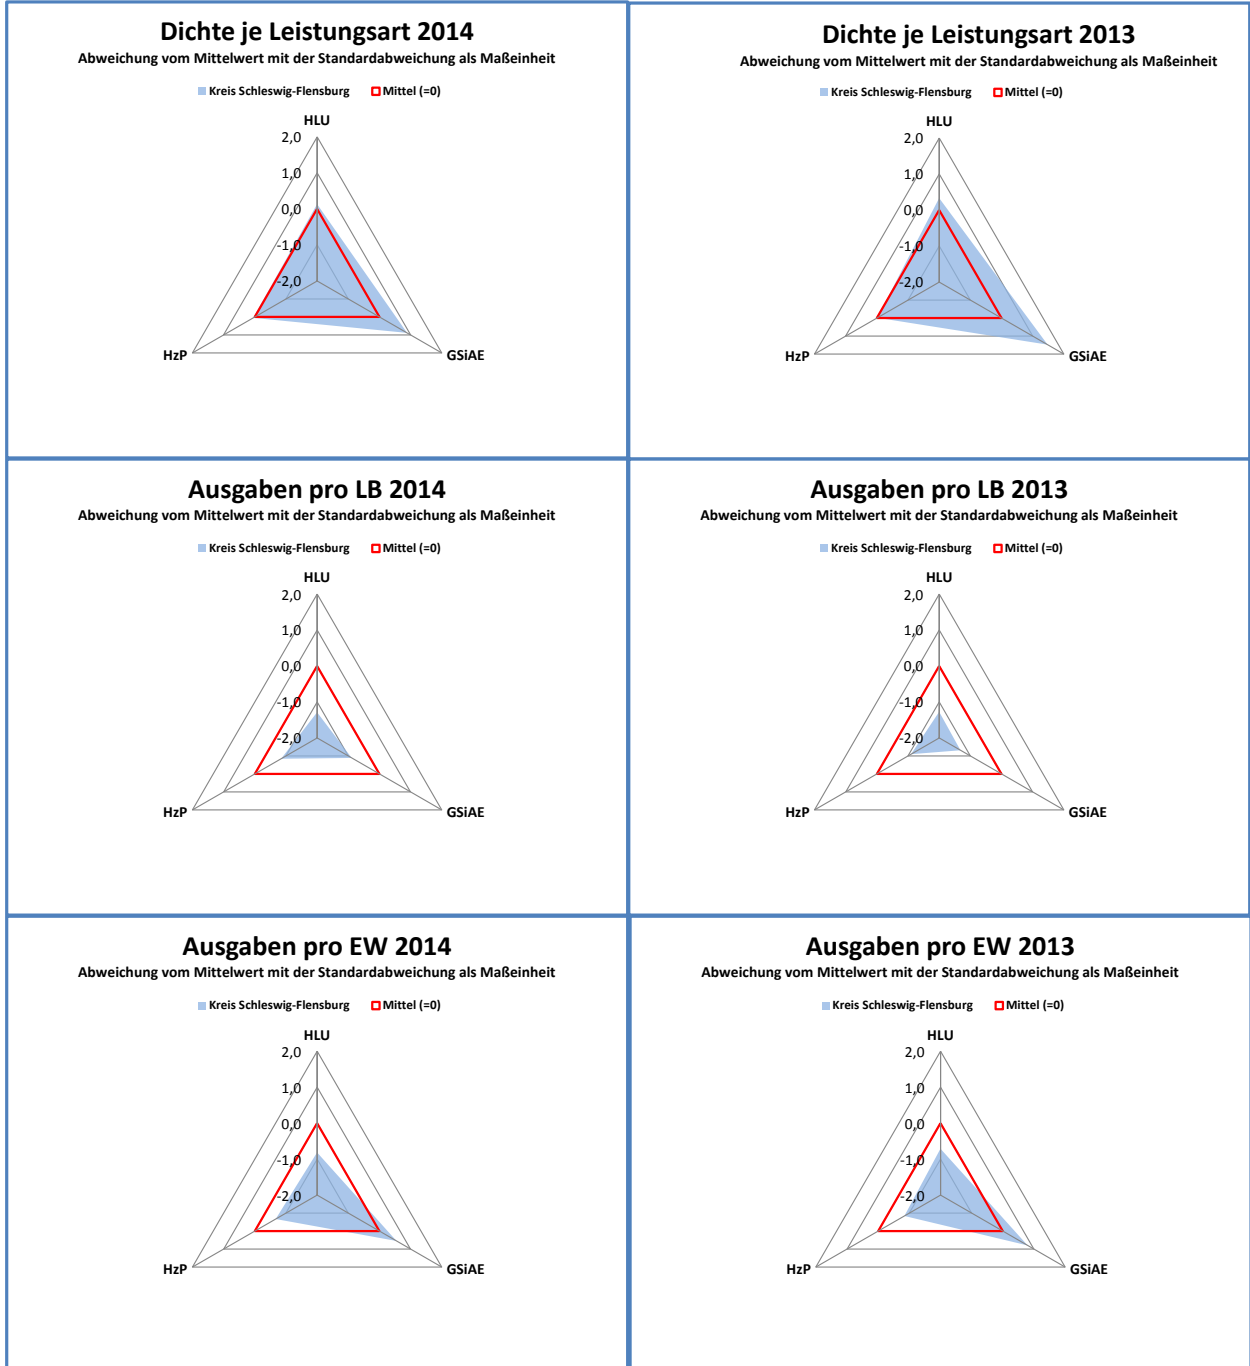 Dichte je Leistungsart 2014
Abweichung vom Mittelwert mit der Standardabweichung als Maßeinheit
Kreis Schleswig-Flensburg Mittel (=0)
HLU
2,0
1,0
0,0
-1,0
-2,0
HzP
GSiAE
Dichte je Leistungsart 2013
Abweichung vom Mittelwert mit der Standardabweichung als Maßeinheit
Kreis Schleswig-Flensburg Mittel (=0)
HLU
2,0
1,0
0,0
-1,0
-2,0
HzP
GSiAE
Ausgaben pro LB 2014
Abweichung vom Mittelwert mit der Standardabweichung als Maßeinheit
Kreis Schleswig-Flensburg Mittel (=0)
HLU
2,0
1,0
0,0
-1,0
-2,0
HzP
GSiAE
Ausgaben pro LB 2013
Abweichung vom Mittelwert mit der Standardabweichung als Maßeinheit
Kreis Schleswig-Flensburg Mittel (=0)
HLU
2,0
1,0
0,0
-1,0
-2,0
HzP
GSiAE
Ausgaben pro EW 2014
Abweichung vom Mittelwert mit der Standardabweichung als Maßeinheit
Kreis Schleswig-Flensburg Mittel (=0)
HLU
2,0
1,0
0,0
-1,0
-2,0
HzP
GSiAE
Ausgaben pro EW 2013
Abweichung vom Mittelwert mit der Standardabweichung als Maßeinheit
Kreis Schleswig-Flensburg Mittel (=0)
HLU
2,0
1,0
0,0
-1,0
-2,0
HzP
GSiAE